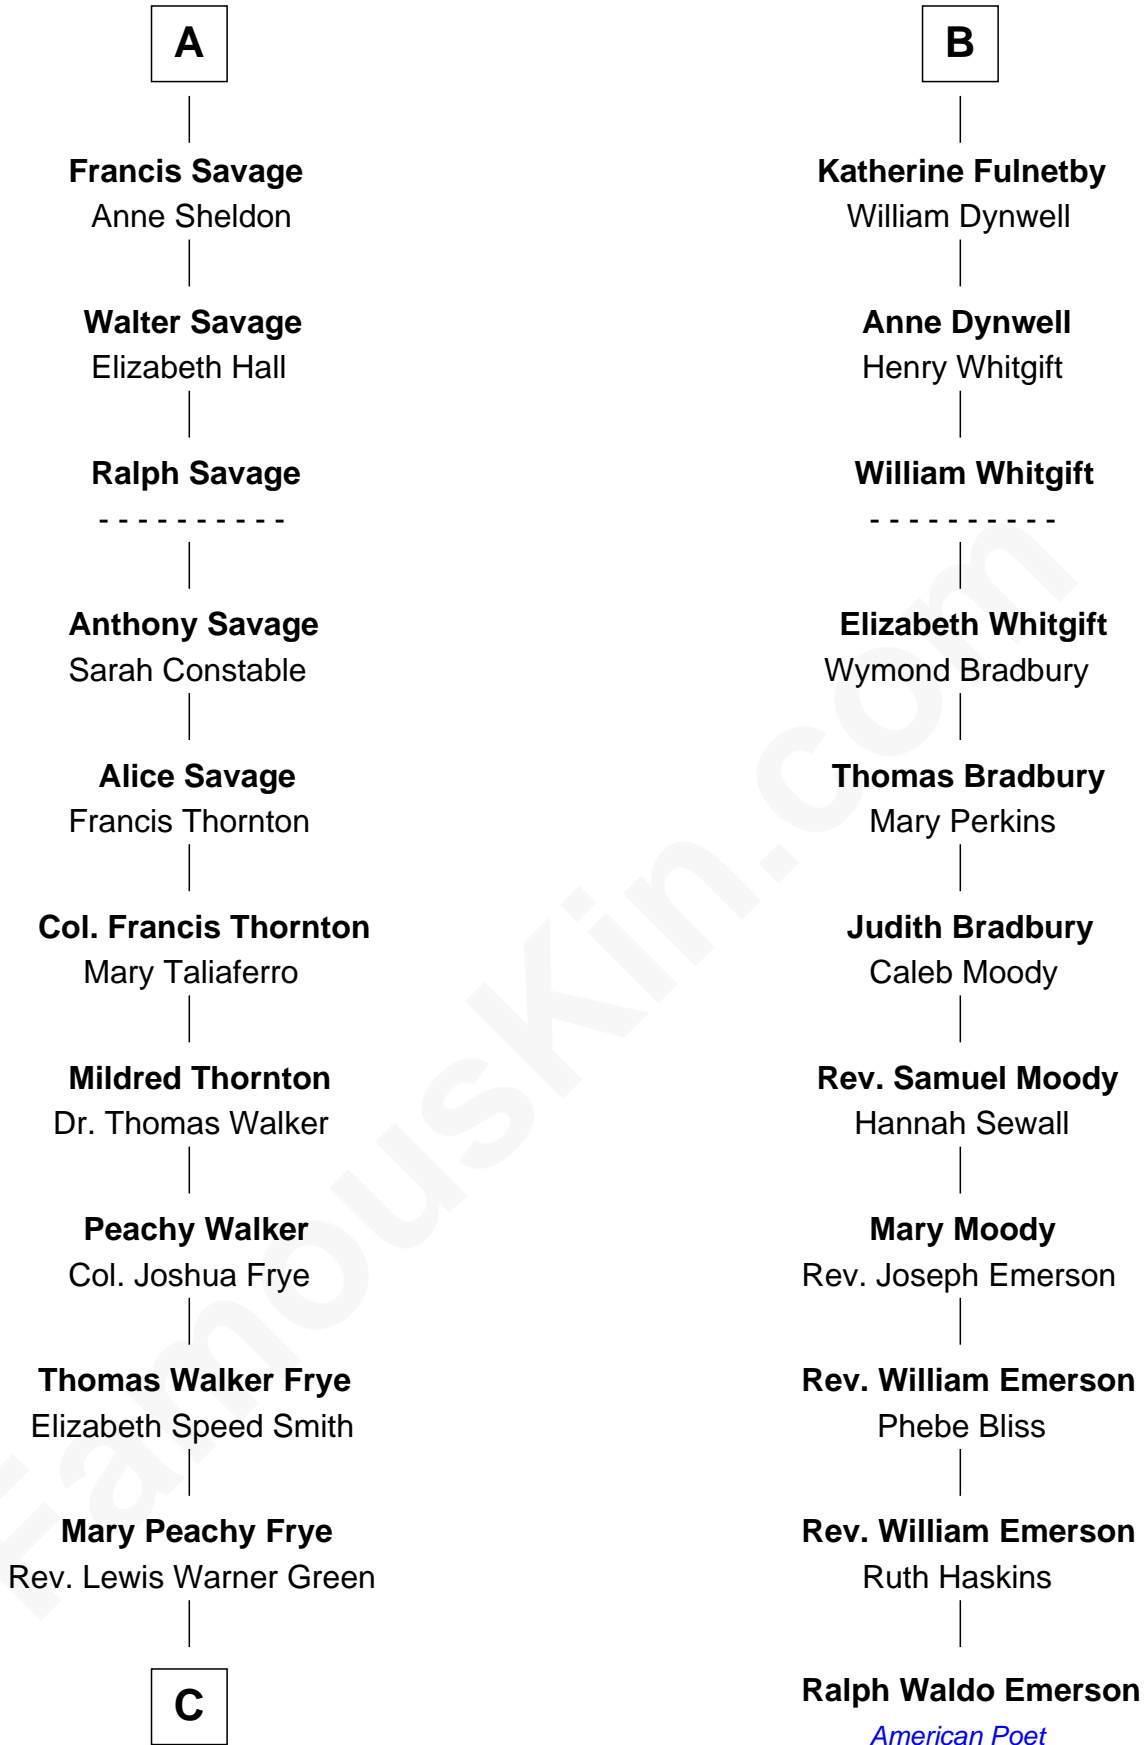 A
Francis Savage
Anne Sheldon
Walter Savage
Elizabeth Hall
Ralph Savage
- - - - - - - - - -
Anthony Savage
Sarah Constable
Alice Savage
Francis Thornton
Col. Francis Thornton
Mary Taliaferro
Mildred Thornton
Dr. Thomas Walker
Peachy Walker
Col. Joshua Frye
Thomas Walker Frye
Elizabeth Speed Smith
Mary Peachy Frye
Rev. Lewis Warner Green
C
B
Katherine Fulnetby
William Dynwell
Anne Dynwell
Henry Whitgift
William Whitgift
- - - - - - - - - -
Elizabeth Whitgift
Wymond Bradbury
Thomas Bradbury
Mary Perkins
Judith Bradbury
Caleb Moody
Rev. Samuel Moody
Hannah Sewall
Mary Moody
Rev. Joseph Emerson
Rev. William Emerson
Phebe Bliss
Rev. William Emerson
Ruth Haskins
Ralph Waldo Emerson
American Poet
FamousKin.com